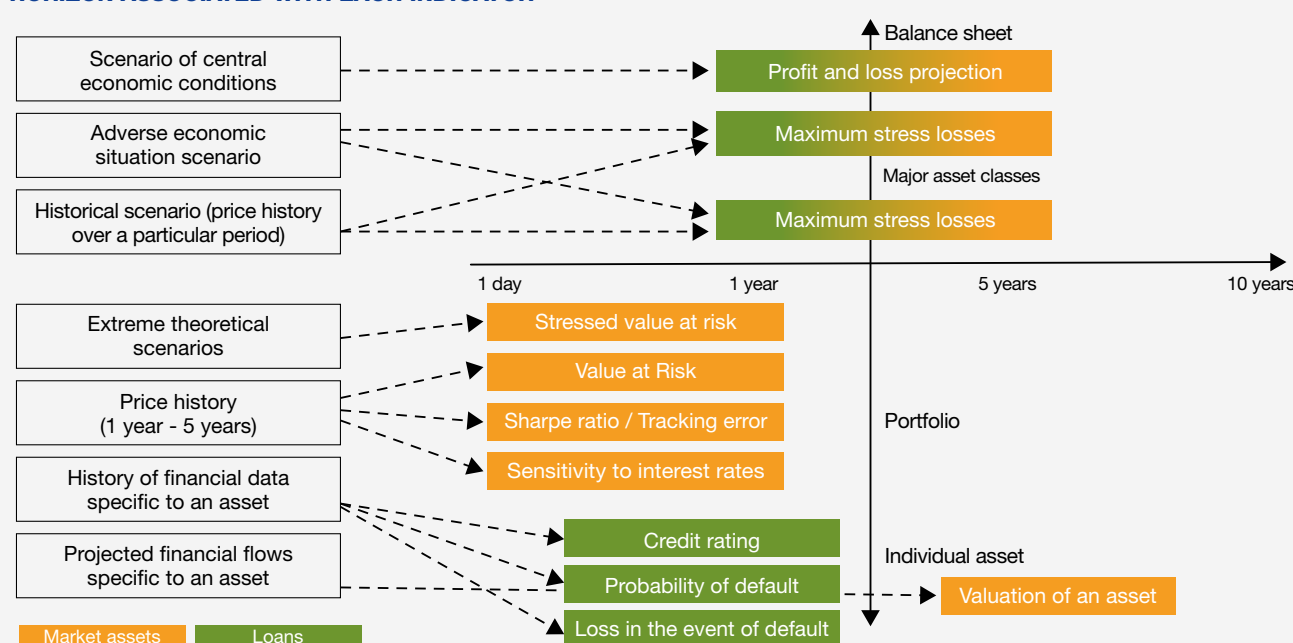 HORIZON ASSOCIATED WITH EACH INDICATOR
Balance sheet
Scenario of central
economic conditions
Profit and loss projection
Adverse economic
situation scenario
Maximum stress losses
Major asset classes
Historical scenario (price history
over a particular period)
Maximum stress losses
1 day
1 year
5 years
10 years
Extreme theoretical
scenarios
Stressed value at risk
Value at Risk
Price history
(1 year - 5 years)
Sharpe ratio / Tracking error
Portfolio
History of financial data
specific to an asset
Sensitivity to interest rates
Credit rating
Individual asset
Projected financial flows
specific to an asset
Probability of default
Valuation of an asset
Loss in the event of default
Market assets
Loans